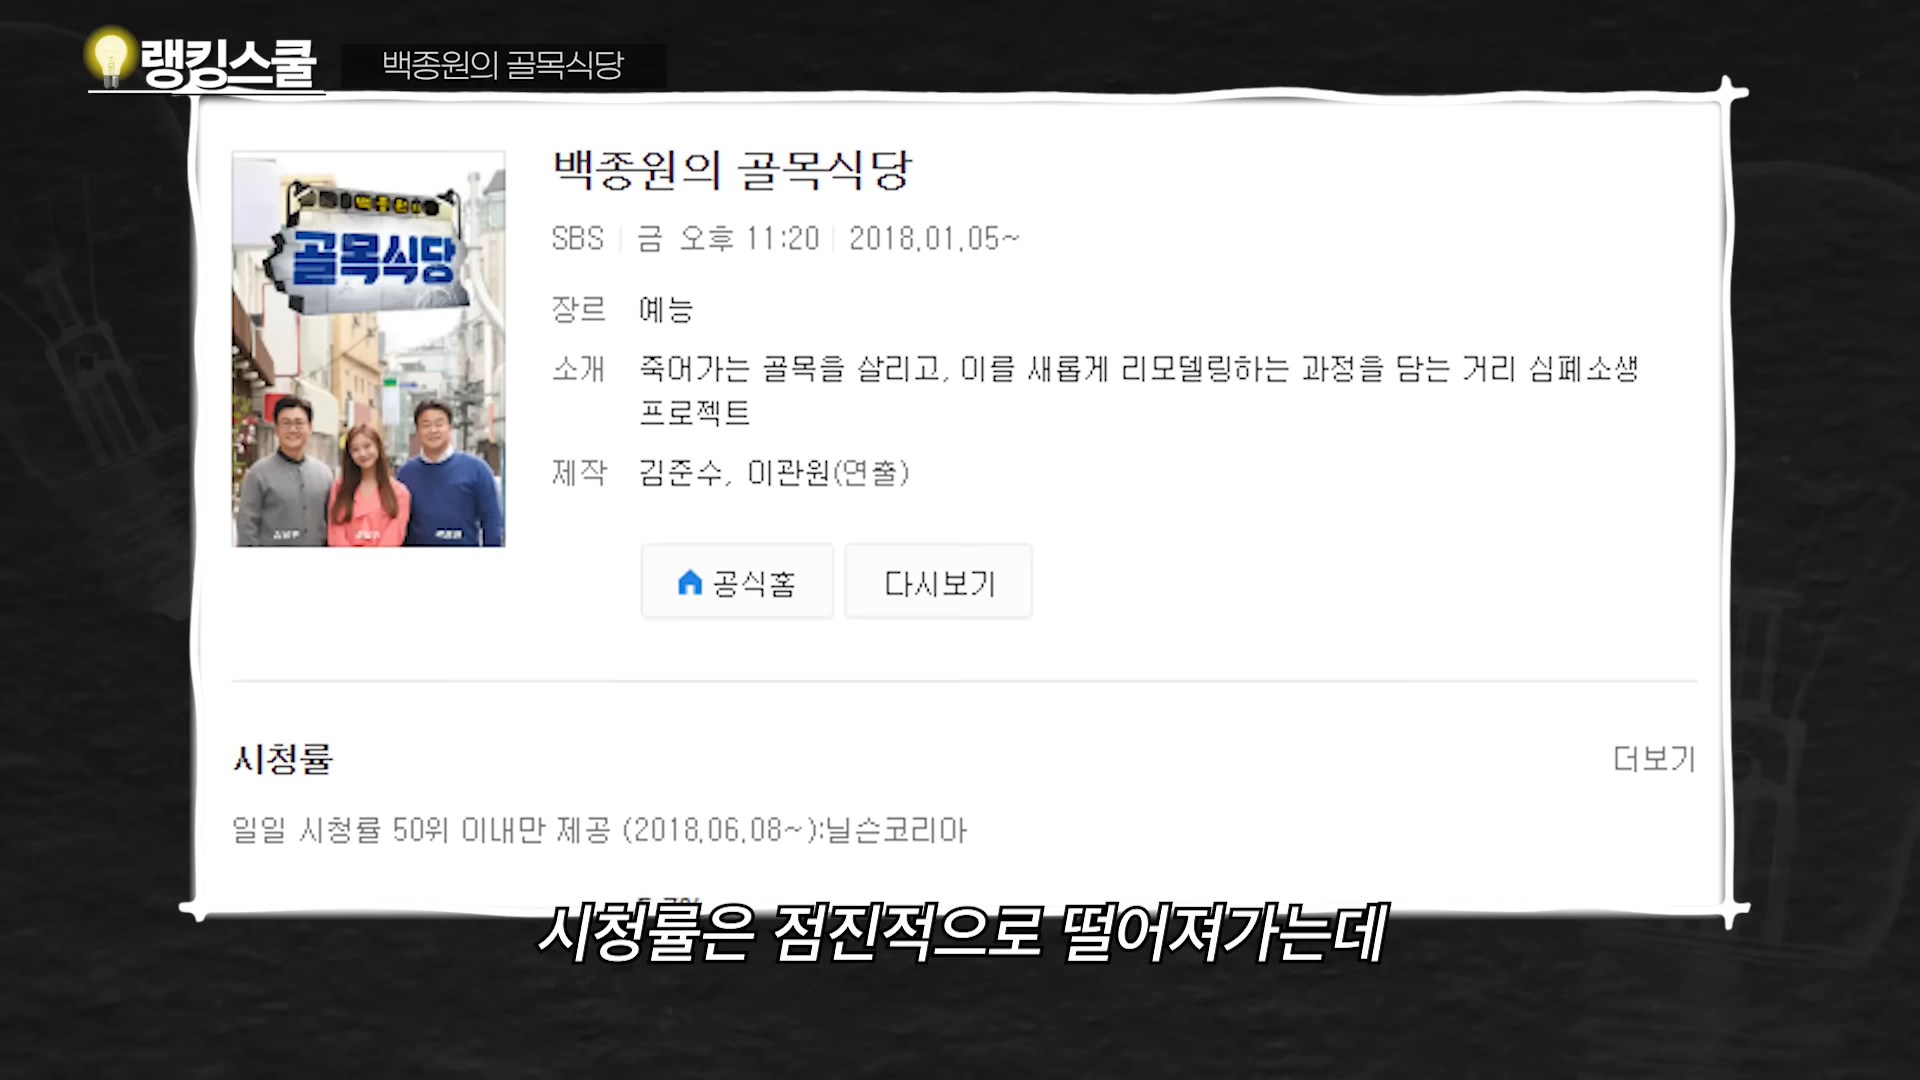 랭킹스쿨
백종원의 골목식당
백종원의
골목식당
백종원의 골목식당
SBS 금 오후 11:20 2018.01.05~
장르 예능
소개 죽어가는 골목을 살리고, 이를 새롭게 리모델링하는 과정을 담는 거리 심폐소생
프로젝트
제작 김준수, 이관원(연출)
공식홈 다시보기
시청률 더보기
일일 시청률 50위 이내만 제공 (2018.06.08~):닐슨코리아
시청률은 점진적으로 떨어져가는데